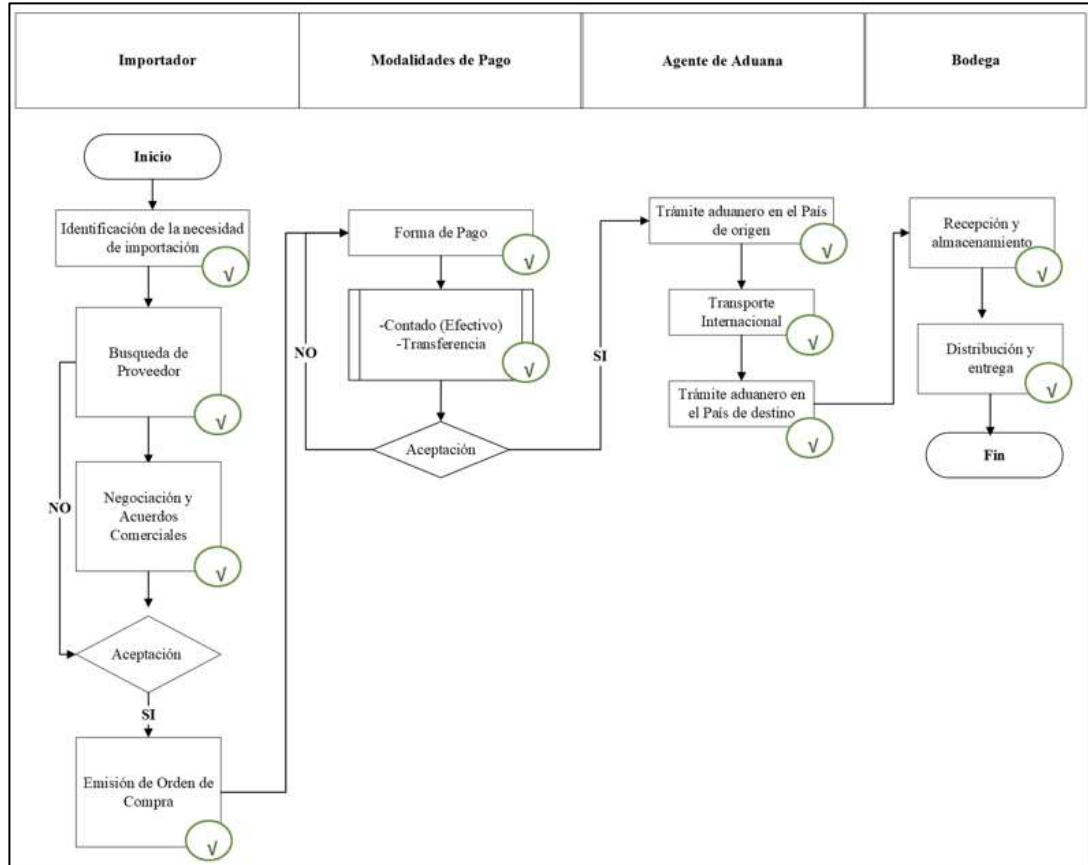 Importador
Modalidades de Pago
Agente de Aduana
Bodega
Inicio
Identificación de la necesidad
de importación
√
Busqueda de
Proveedor
√
NO
Negociación y
Acuerdos
Comerciales
√
Aceptación
SI
Emisión de Orden de
Compra
√
Forma de Pago
√
-Contado (Efectivo)
-Transferencia
√
NO
Aceptación
SI
Trámite aduanero en el País
de origen
√
Transporte
Internacional
√
Trámite aduanero en
el País de destino
√
Recepción y
almacenamiento
√
Distribución y
entrega
√
Fin